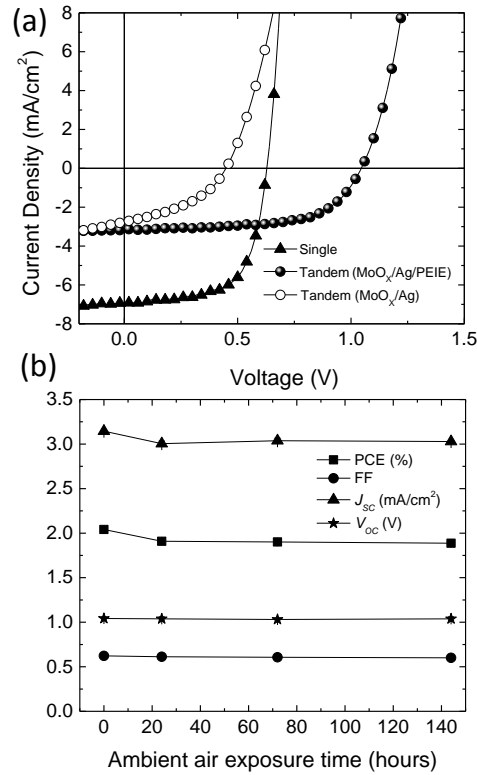 (a)
Current Density (mA/cm²)
8
6
4
2
0
-2
-4
-6
-8
Single
Tandem (MoOₓ/Ag/PEIE)
Tandem (MoOₓ/Ag)
0.0 0.5 1.0 1.5
Voltage (V)
(b)
3.5
3.0
2.5
2.0
1.5
1.0
0.5
0.0
PCE (%)
FF
J_SC (mA/cm²)
V_OC (V)
0 20 40 60 80 100 120 140
Ambient air exposure time (hours)